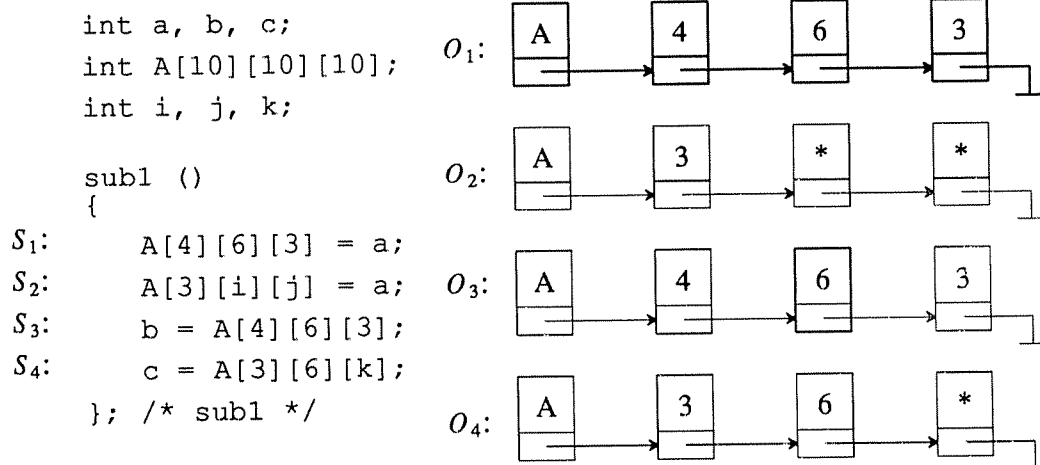 int a, b, c;
int A[10][10][10];
int i, j, k;
sub1 ()
{
S1: A[4][6][3] = a;
S2: A[3][i][j] = a;
S3: b = A[4][6][3];
S4: c = A[3][6][k];
}; /* sub1 */
O1: A 4 6 3
O2: A 3 * *
O3: A 4 6 3
O4: A 3 6 *